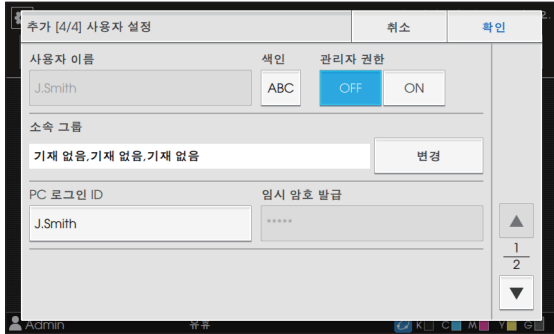 추가 [4/4] 사용자 설정
취소
확인
사용자 이름
색인
관리자 권한
J.Smith
ABC
OFF
ON
소속 그룹
기재 없음,기재 없음,기재 없음
변경
PC 로그인 ID
임시 암호 발급
J.Smith
*****
1
2
Admin
유휴
K
C
M
Y
G